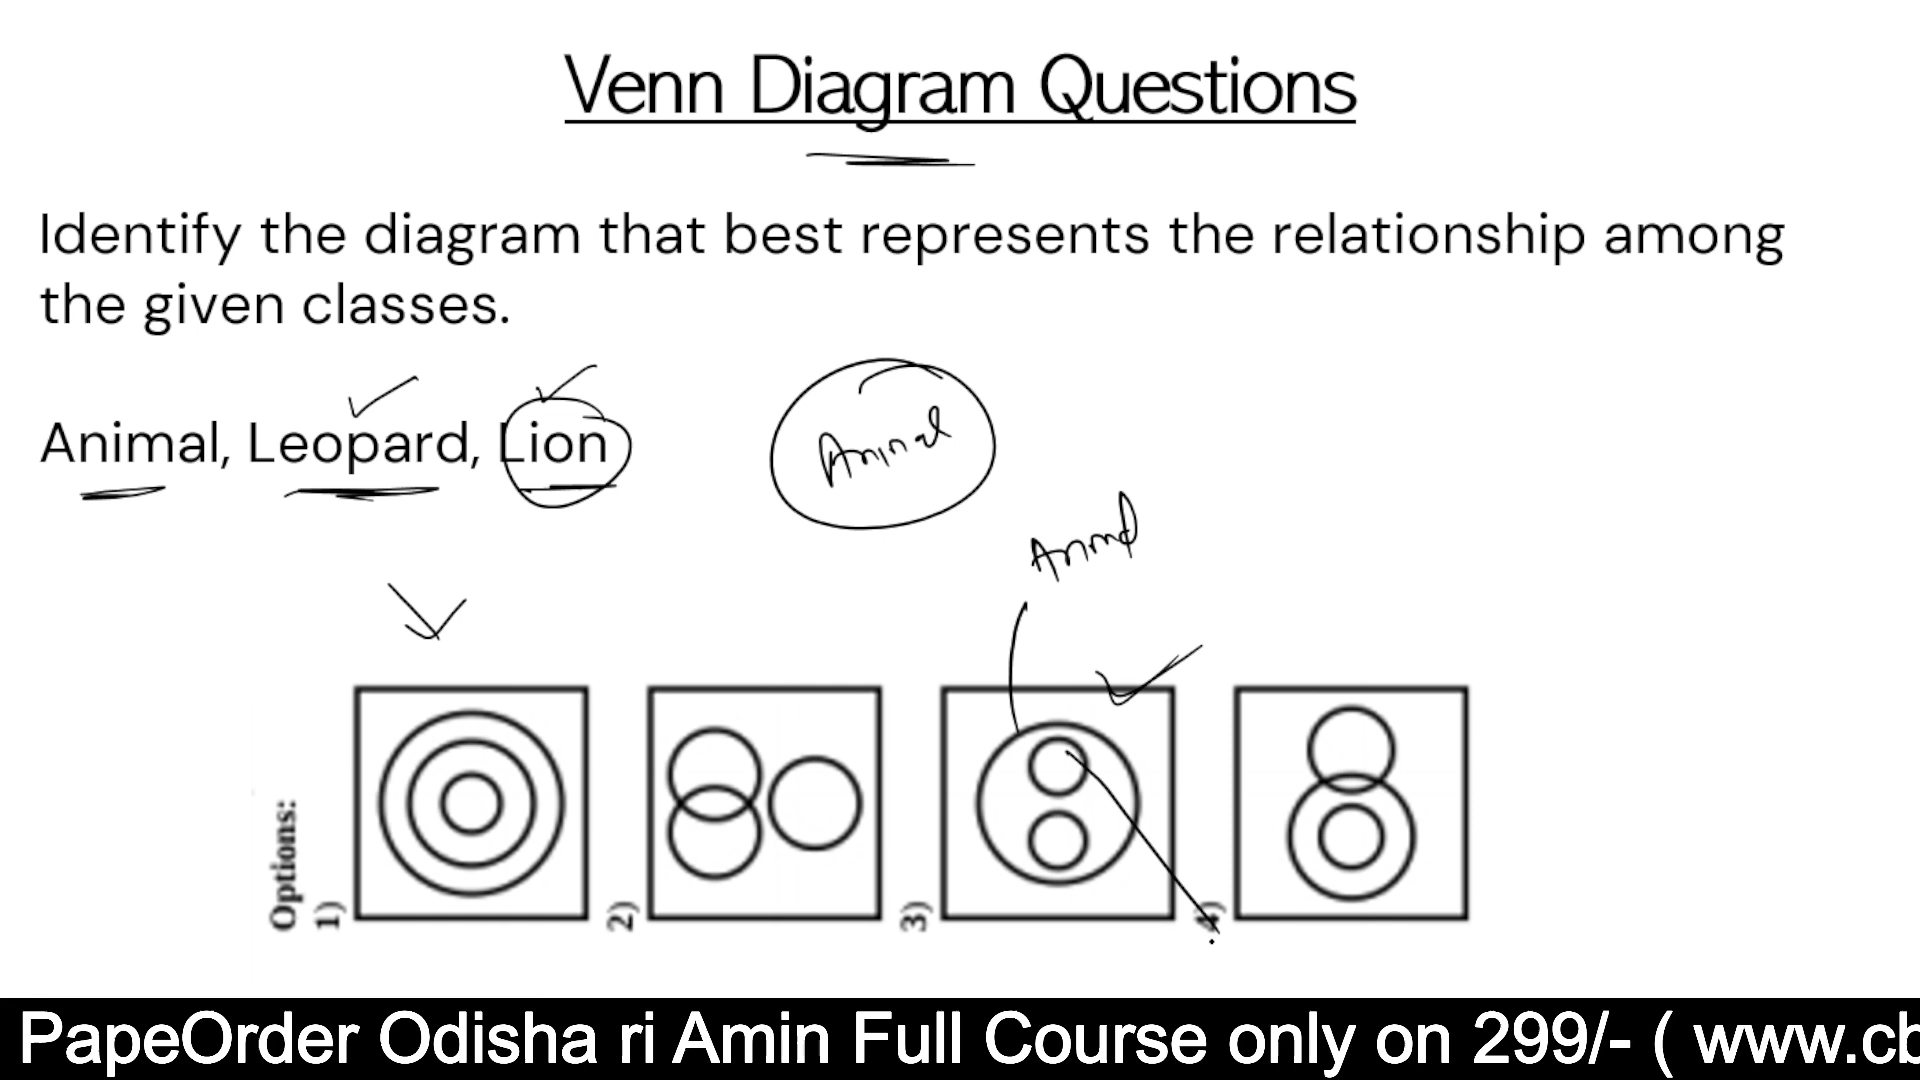 Venn Diagram Questions
Identify the diagram that best represents the relationship among
the given classes.
Animal, Leopard, Lion
Animal
Animal
Options:
1)
2)
3)
4)
PapeOrder Odisha ri Amin Full Course only on 299/- ( www.cb